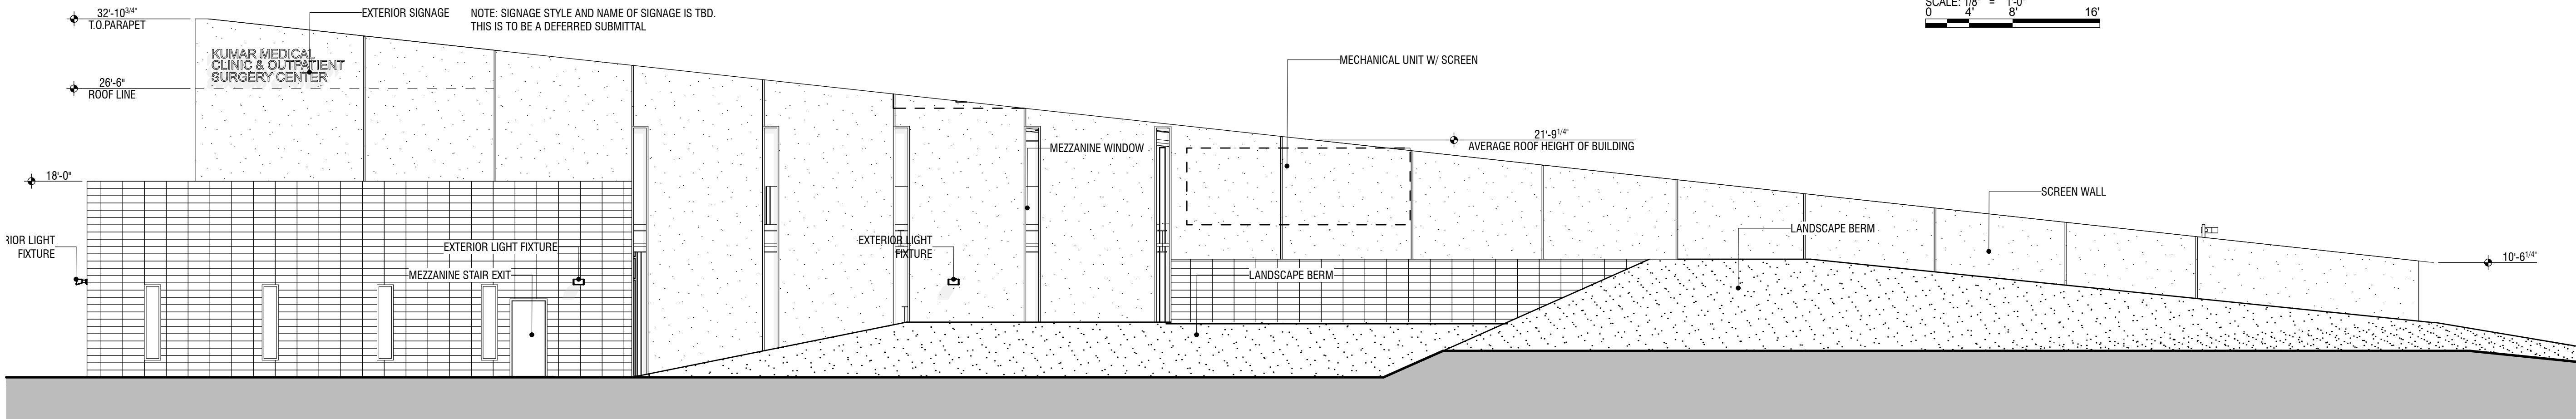 32'-10 3/4"
T.O.PARAPET
EXTERIOR SIGNAGE
NOTE: SIGNAGE STYLE AND NAME OF SIGNAGE IS TBD.
THIS IS TO BE A DEFERRED SUBMITTAL
SCALE: 1/8" = 1'-0"
0 4' 8' 16'
KUMAR MEDICAL
CLINIC & OUTPATIENT
SURGERY CENTER
26'-6"
ROOF LINE
MECHANICAL UNIT W/ SCREEN
21'-9 1/4"
AVERAGE ROOF HEIGHT OF BUILDING
MEZZANINE WINDOW
18'-0"
SCREEN WALL
LANDSCAPE BERM
RIOR LIGHT
FIXTURE
EXTERIOR LIGHT FIXTURE
EXTERIOR LIGHT
FIXTURE
MEZZANINE STAIR EXIT
LANDSCAPE BERM
10'-6 1/4"